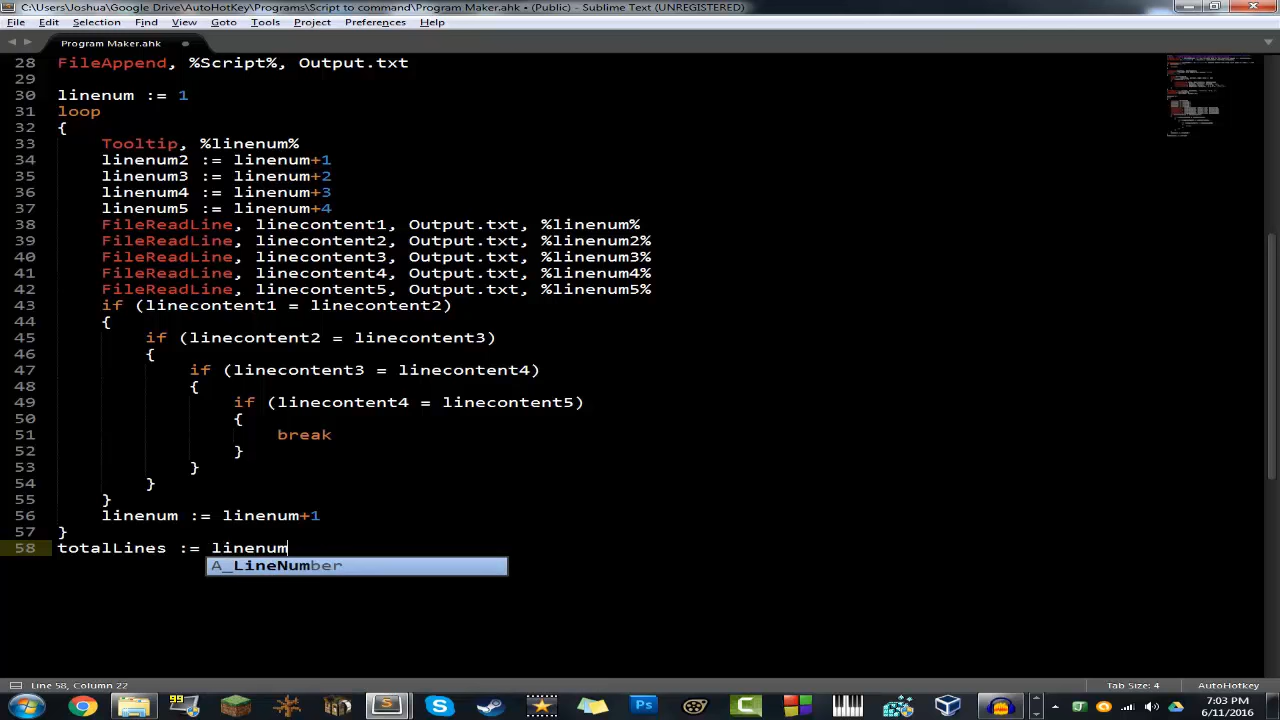 C:\Users\Joshua\Google Drive\AutoHotKey\Programs\Script to command\Program Maker.ahk • (Public) - Sublime Text (UNREGISTERED)
File Edit Selection Find View Goto Tools Project Preferences Help
Program Maker.ahk
28 FileAppend, %Script%, Output.txt
29
30 linenum := 1
31 loop
32 {
33 Tooltip, %linenum%
34 linenum2 := linenum+1
35 linenum3 := linenum+2
36 linenum4 := linenum+3
37 linenum5 := linenum+4
38 FileReadLine, linecontent1, Output.txt, %linenum%
39 FileReadLine, linecontent2, Output.txt, %linenum2%
40 FileReadLine, linecontent3, Output.txt, %linenum3%
41 FileReadLine, linecontent4, Output.txt, %linenum4%
42 FileReadLine, linecontent5, Output.txt, %linenum5%
43 if (linecontent1 = linecontent2)
44 {
45 if (linecontent2 = linecontent3)
46 {
47 if (linecontent3 = linecontent4)
48 {
49 if (linecontent4 = linecontent5)
50 {
51 break
52 }
53 }
54 }
55 }
56 linenum := linenum+1
57 }
58 totalLines := linenum
A_LineNumber
Line 58, Column 22 Tab Size: 4 AutoHotkey
99 S Ps
7:03 PM
6/11/2016